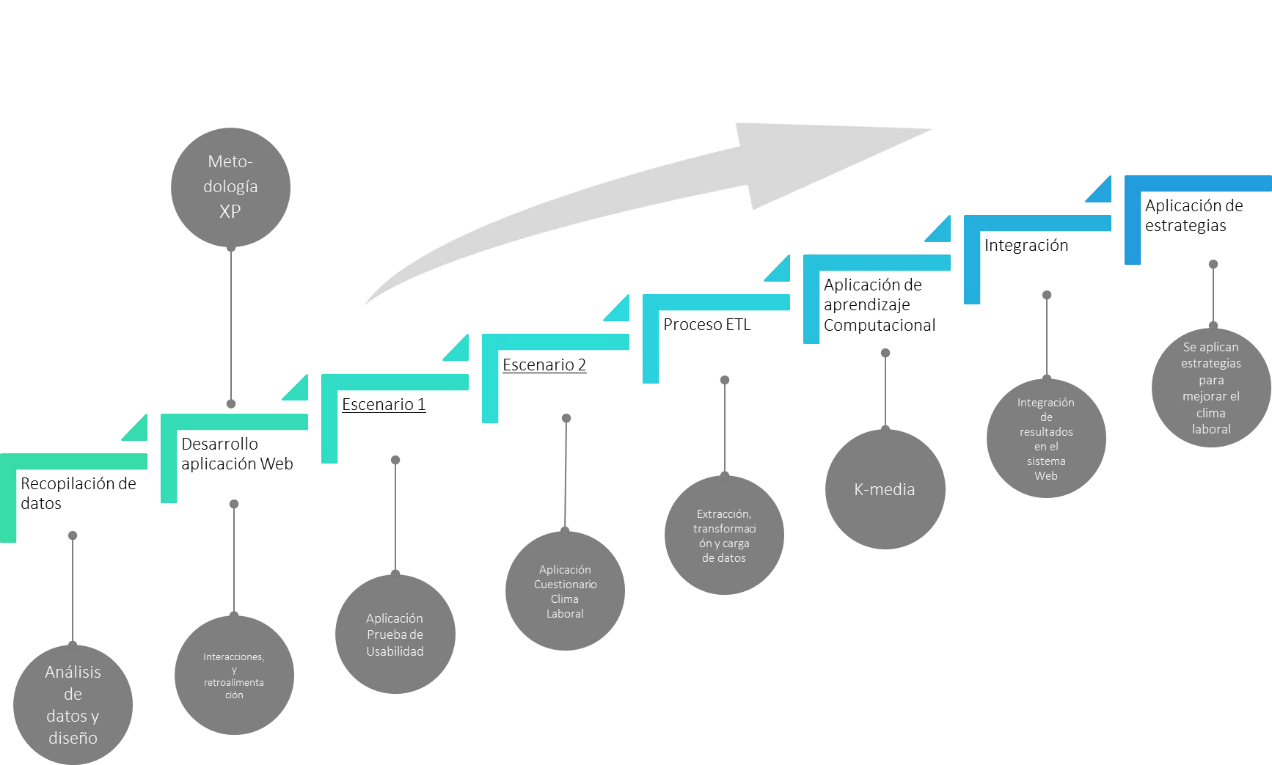 Meto-
dología
XP
Aplicación de
estrategias
Integración
Aplicación de
aprendizaje
Computacional
Proceso ETL
Escenario 2
Escenario 1
Desarrollo
aplicación Web
Recopilación de
datos
Se aplican
estrategias
para
mejorar el
clima
laboral
Integración
de
resultados
en el
sistema
Web
K-media
Extracción,
transformaci
ón y carga
de datos
Aplicación
Cuestionario
Clima
Laboral
Aplicación
Prueba de
Usabilidad
Interacciones,
y
retroalimenta
ción
Análisis
de
datos y
diseño